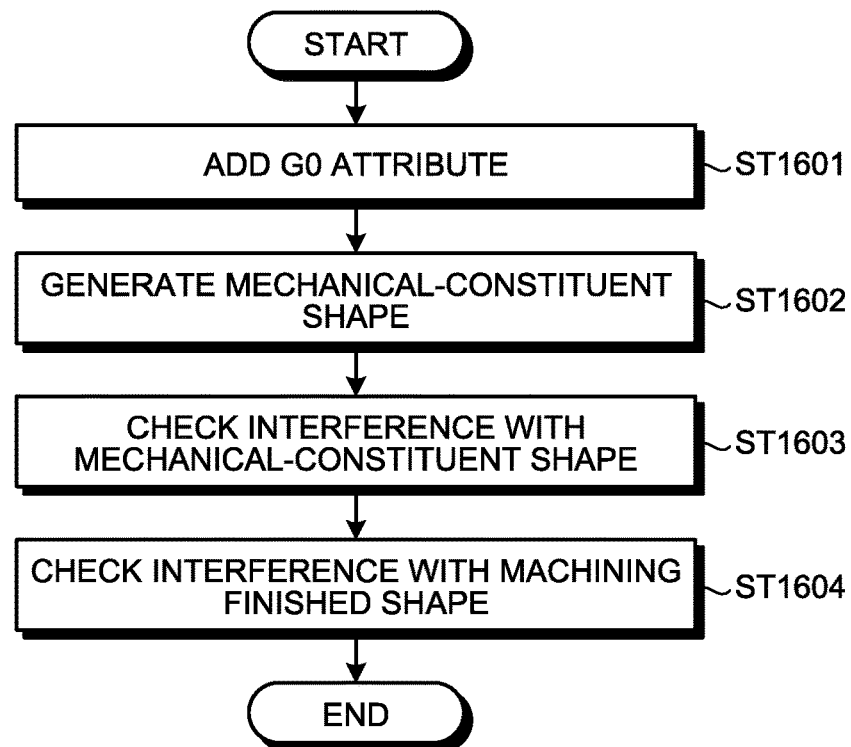 START
ADD G0 ATTRIBUTE
ST1601
GENERATE MECHANICAL-CONSTITUENT
SHAPE
ST1602
CHECK INTERFERENCE WITH
MECHANICAL-CONSTITUENT SHAPE
ST1603
CHECK INTERFERENCE WITH MACHINING
FINISHED SHAPE
ST1604
END